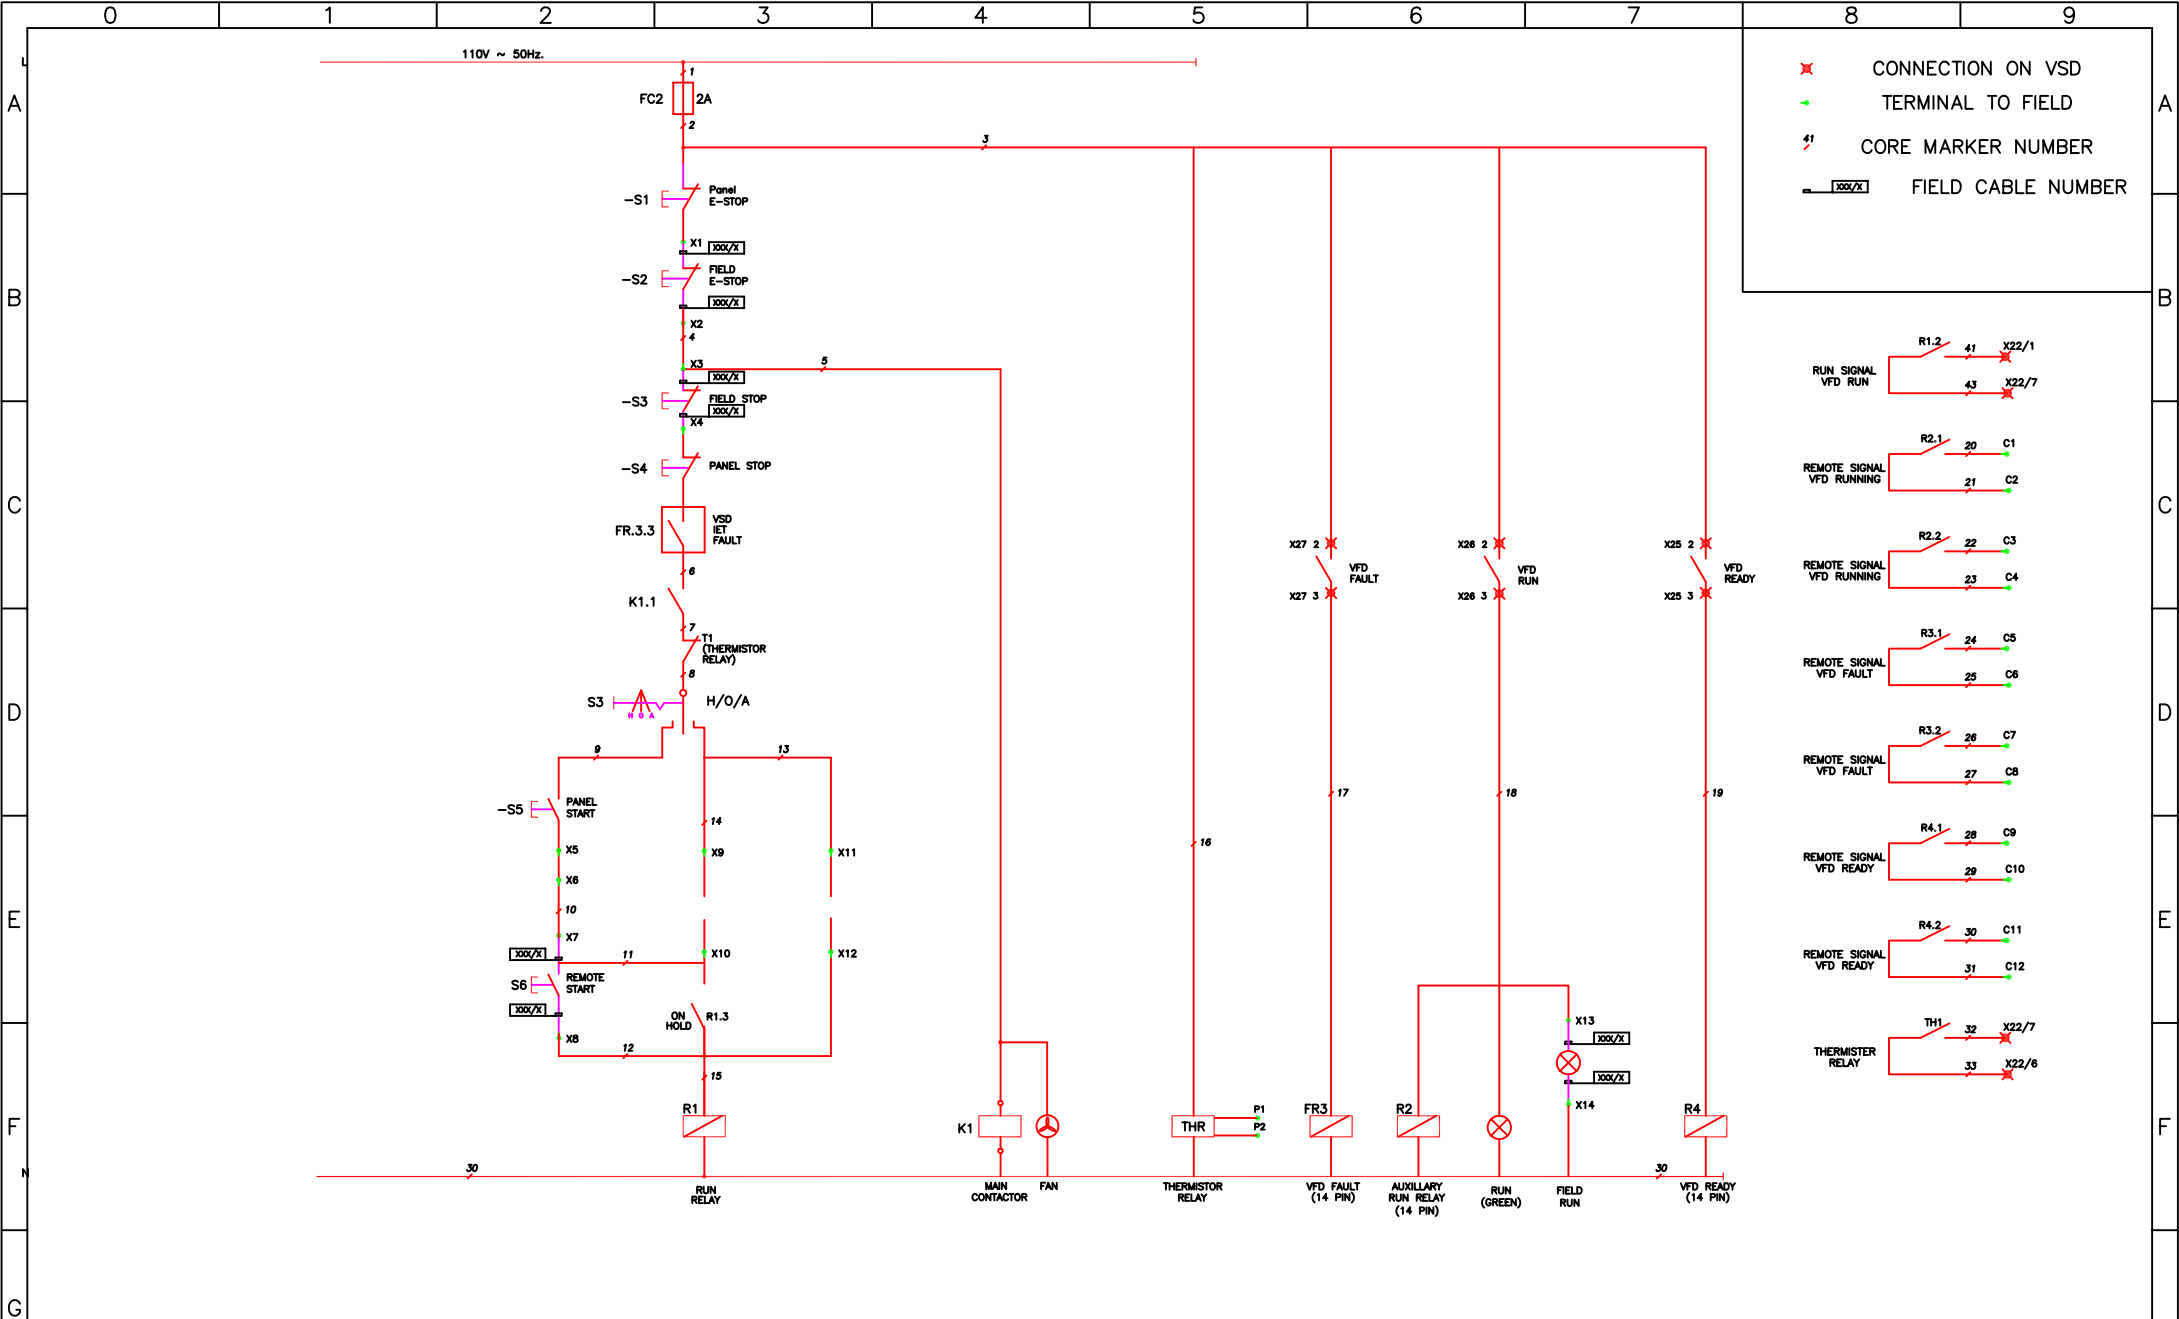 0 1 2 3 4 5 6 7 8 9
L
110V ~ 50Hz.
1
FC2 2A
2
3
A A
CONNECTION ON VSD
TERMINAL TO FIELD
41 CORE MARKER NUMBER
XXX/X FIELD CABLE NUMBER
-S1
Panel
E-STOP
X1 XXX/X
-S2
FIELD
E-STOP
XXX/X
B B
X2
4
X3 5
XXX/X
-S3 FIELD STOP
XXX/X
X4
-S4 PANEL STOP
C C
FR.3.3
VSD
IET
FAULT
6
K1.1
7
T1
(THERMISTOR
RELAY)
8
S3 H/O/A
H O A
D D
9 13
-S5
PANEL
START
14
X5 X9 X11
X6
10
X7
XXX/X
11 X10 X12
S6
REMOTE
START
XXX/X
ON
HOLD
R1.3
X8
12
15
E E
X27 2
VFD
FAULT
X27 3
X26 2
VFD
RUN
X26 3
X25 2
VFD
READY
X25 3
16 17 18 19
X13
XXX/X
XXX/X
X14
F F
R1 K1 THR P1 P2 FR3 R2 R4
N
30 30
RUN
RELAY
MAIN
CONTACTOR
FAN
THERMISTOR
RELAY
VFD FAULT
(14 PIN)
AUXILLARY
RUN RELAY
(14 PIN)
RUN
(GREEN)
FIELD
RUN
VFD READY
(14 PIN)
R1.2 41 X22/1
RUN SIGNAL
VFD RUN
43 X22/7
R2.1 20 C1
REMOTE SIGNAL
VFD RUNNING
21 C2
R2.2 22 C3
REMOTE SIGNAL
VFD RUNNING
23 C4
R3.1 24 C5
REMOTE SIGNAL
VFD FAULT
25 C6
R3.2 26 C7
REMOTE SIGNAL
VFD FAULT
27 C8
R4.1 28 C9
REMOTE SIGNAL
VFD READY
29 C10
R4.2 30 C11
REMOTE SIGNAL
VFD READY
31 C12
TH1 32 X22/7
THERMISTER
RELAY
33 X22/6
G